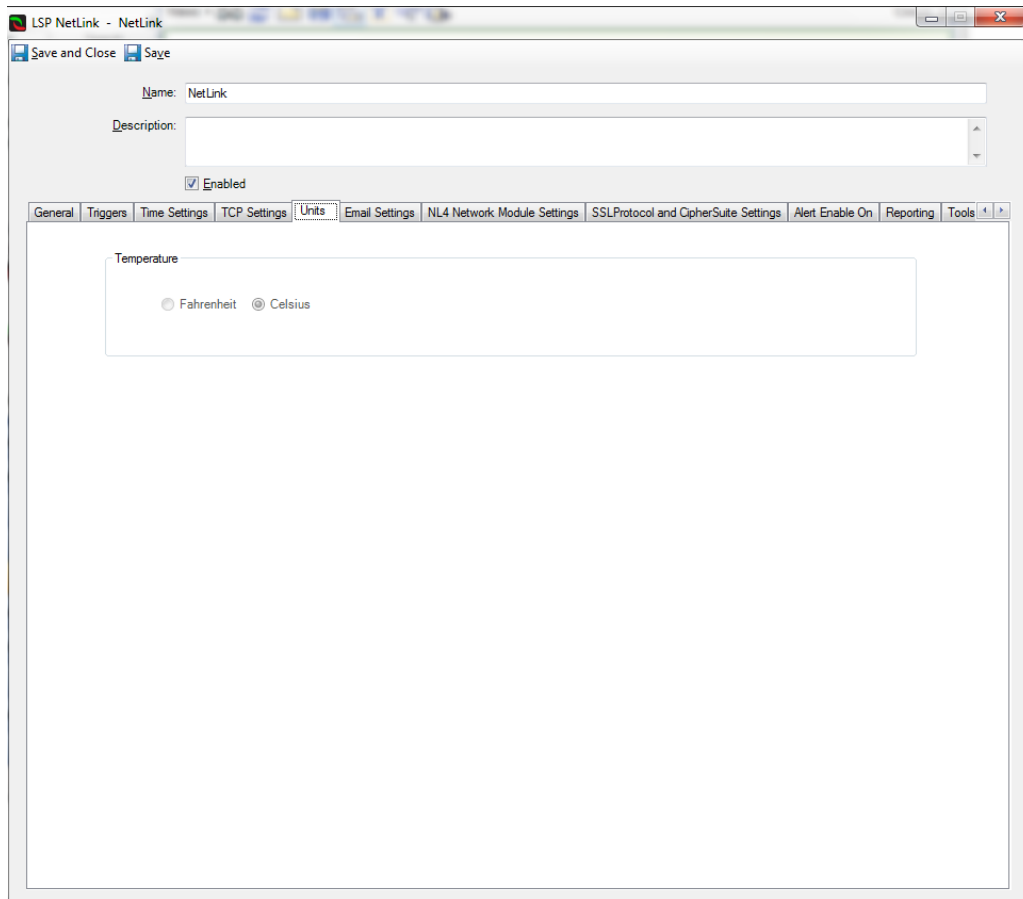 LSP NetLink - NetLink
Save and Close Save
Name: NetLink
Description:
Enabled
General Triggers Time Settings TCP Settings Units Email Settings NL4 Network Module Settings SSLProtocol and CipherSuite Settings Alert Enable On Reporting Tools
Temperature
Fahrenheit Celsius